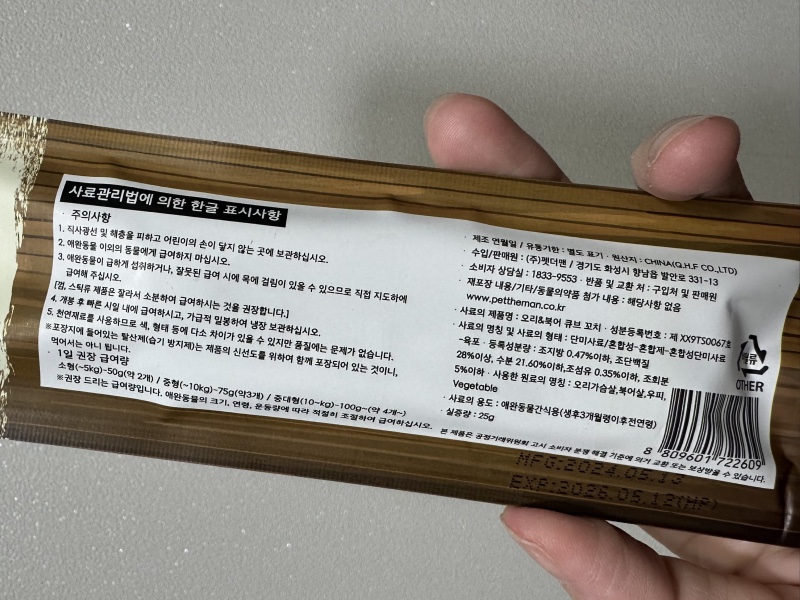 사료관리법에 의한 한글 표시사항
· 주의사항
1. 직사광선 및 해충을 피하고 어린이의 손이 닿지 않는 곳에 보관하십시오.
2. 애완동물 이외의 동물에게 급여하지 마십시오.
3. 애완동물이 급하게 섭취하거나, 잘못된 급여 시에 목에 걸림이 있을 수 있으므로 직접 지도하에
급여해 주십시오.
[껌, 스틱류 제품은 잘라서 소분하여 급여하시는 것을 권장합니다.]
4. 개봉 후 빠른 시일 내에 급여하시고, 가급적 밀봉하여 냉장 보관하십시오.
5. 천연재료를 사용하므로 색, 형태 등에 다소 차이가 있을 수 있지만 품질에는 문제가 없습니다.
※포장지에 들어있는 탈산제(습기 방지제)는 제품의 신선도를 위하여 함께 포장되어 있는 것이니,
먹어서는 아니 됩니다.
· 1일 권장 급여량
소형(~5kg)-50g(약 2개) / 중형(~10kg)-75g(약3개) / 중대형(10~kg)-100g~(약 4개~)
※권장 드리는 급여량입니다. 애완동물의 크기, 연령, 운동량에 따라 적절히 조절하여 급여하십시오.
· 제조 연월일 / 유통기한 : 별도 표기 · 원산지 : CHINA(Q.H.F CO.,LTD)
· 수입/판매원 : (주)펫더맨 / 경기도 화성시 향남읍 발안로 331-13
· 소비자 상담실 : 1833-9553 · 반품 및 교환 처 : 구입처 및 판매원
· 재포장 내용/기타/동물의약품 첨가 내용 : 해당사항 없음
www.pettheman.co.kr
· 사료의 제품명 : 오리&북어 큐브 꼬치 · 성분등록번호 : 제 XX9TS0067호
· 사료의 명칭 및 사료의 형태 : 단미사료/혼합성-혼합제-혼합성단미사료
-육포 · 등록성분량 : 조지방 0.47%이하, 조단백질
28%이상, 수분 21.60%이하,조섬유 0.35%이하, 조회분
5%이하 · 사용한 원료의 명칭 : 오리가슴살,북어살,우피,
Vegetable
· 사료의 용도 : 애완동물간식용(생후3개월령이후전연령)
· 실중량 : 25g
본 제품은 공정거래위원회 고시 소비자 분쟁 해결 기준에 의거 교환 또는 보상받을 수 있습니다.
OTHER
8 809601 722609
MFG:2024.05.13
EXP:2026.05.12(HP)